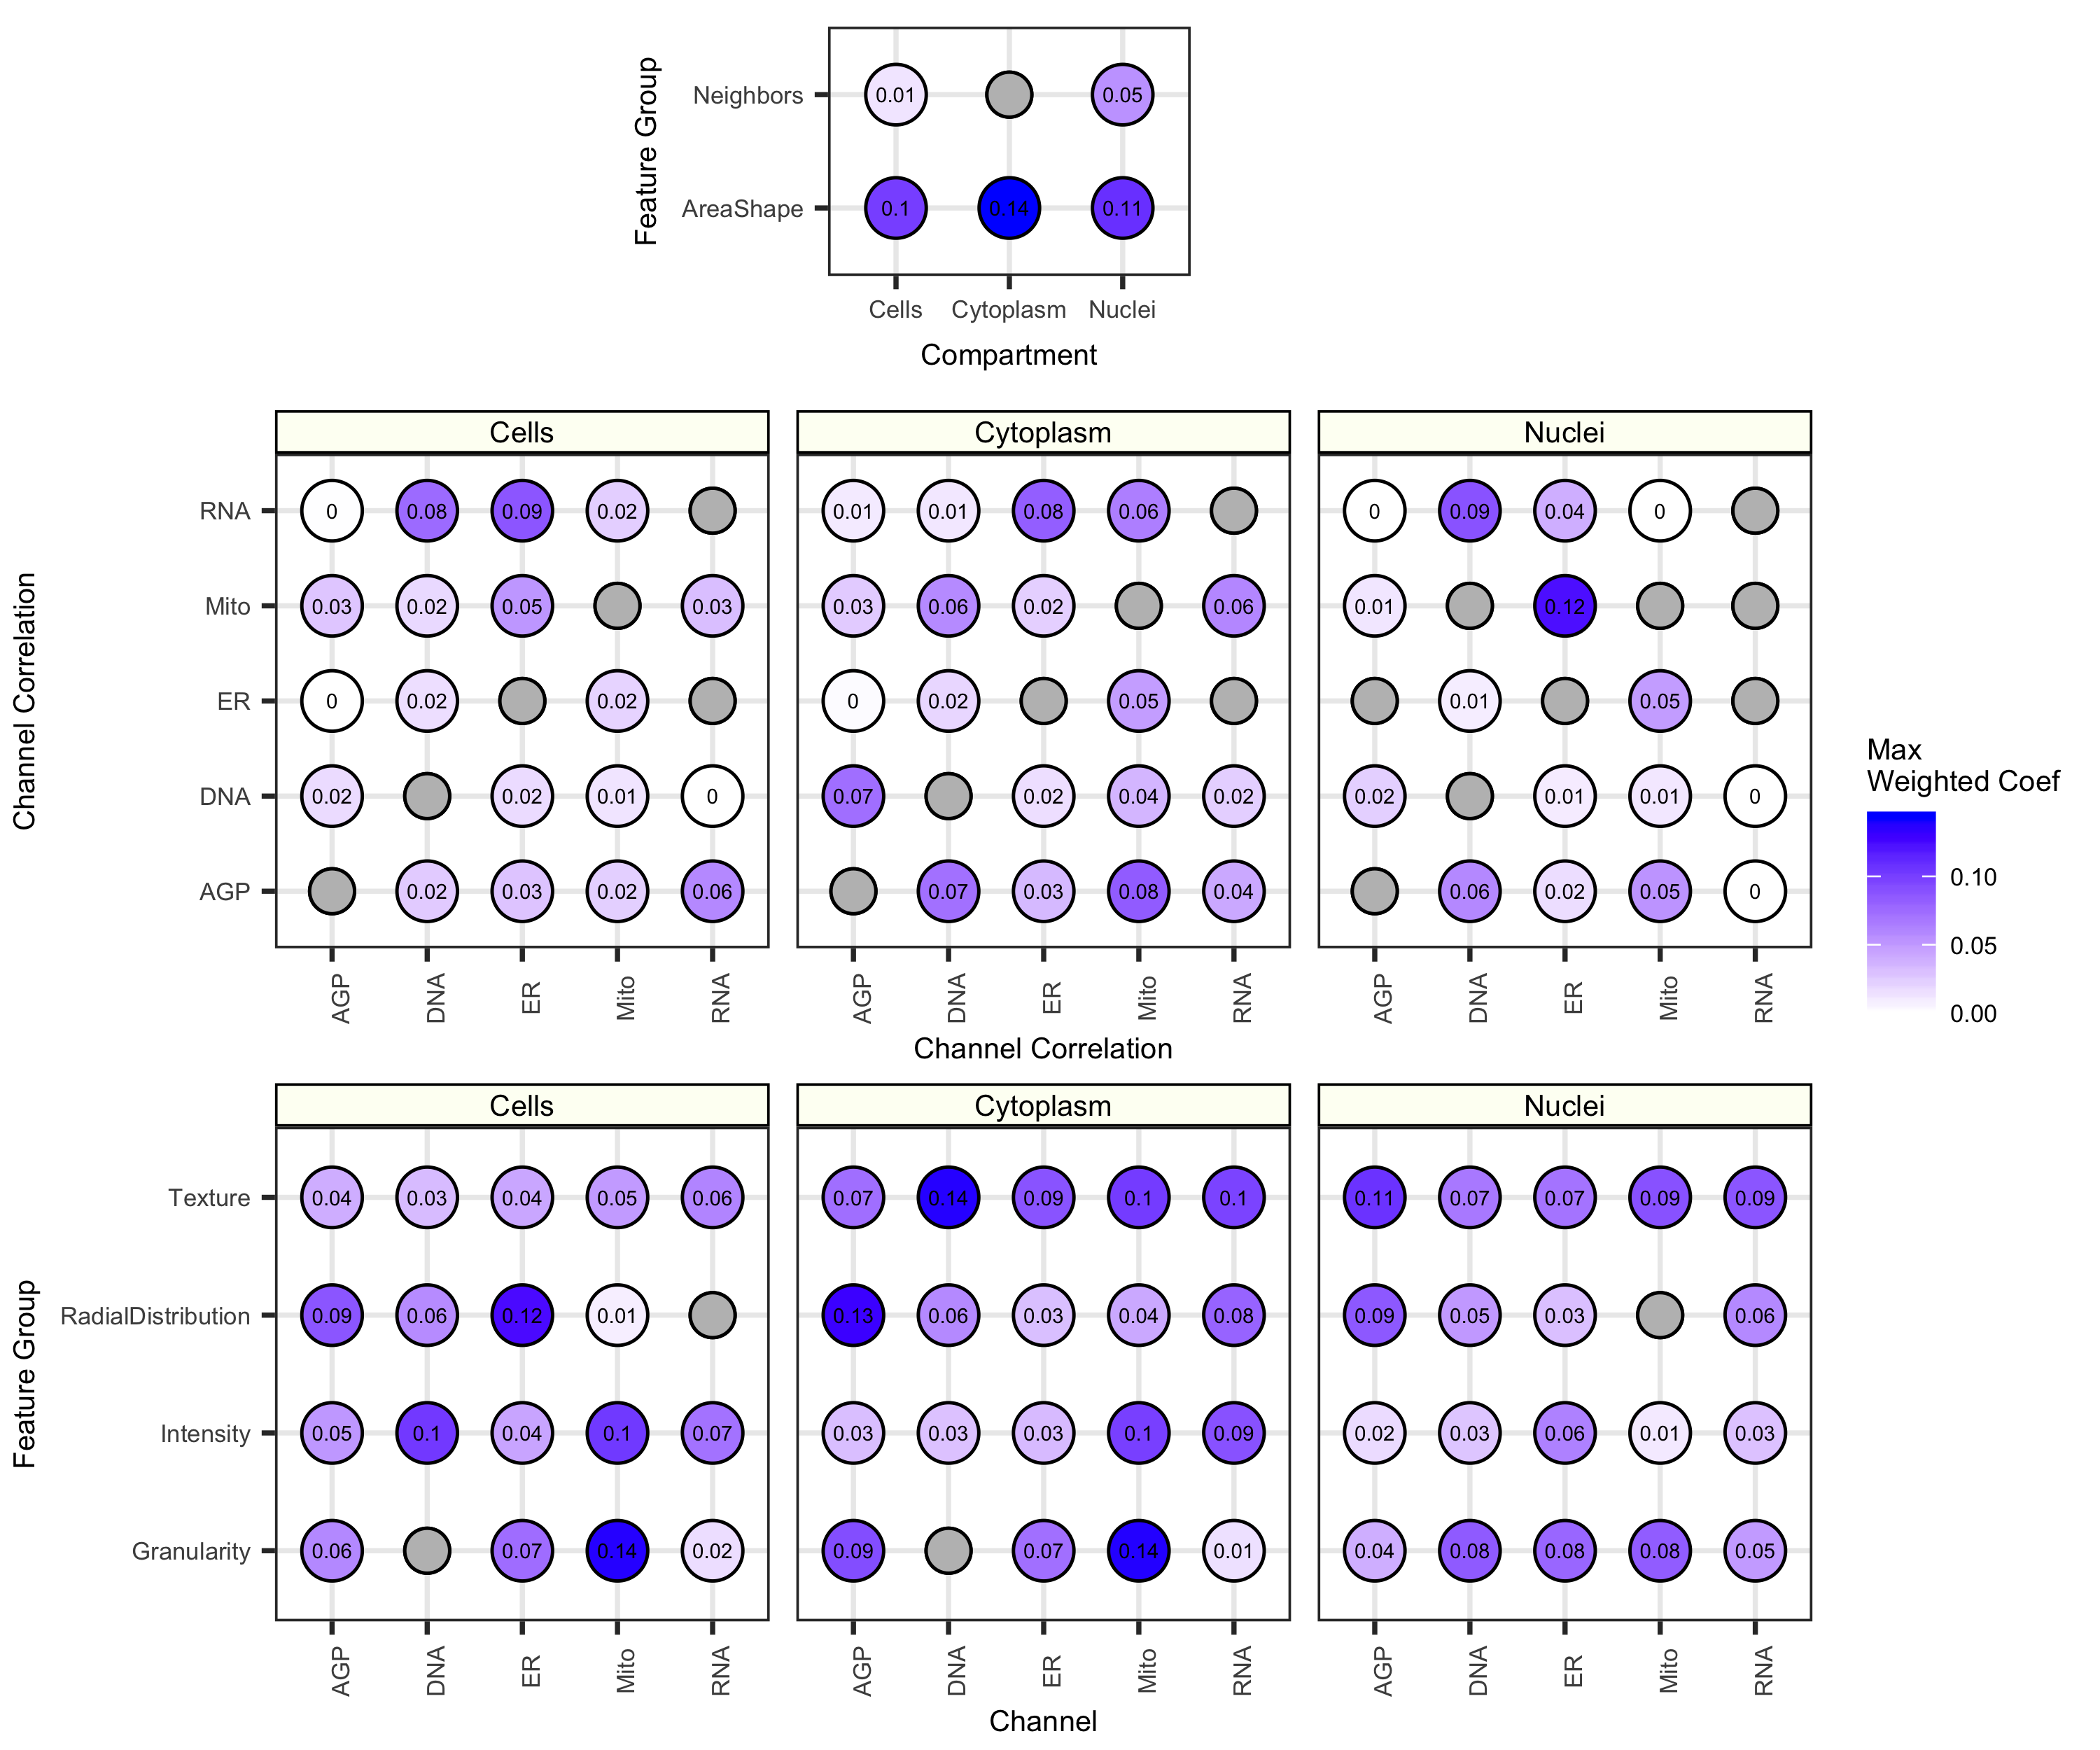 Feature Group
Neighbors 0.01 0.05
AreaShape 0.1 0.14 0.11
Cells Cytoplasm Nuclei
Compartment
Channel Correlation
Cells Cytoplasm Nuclei
RNA 0 0.08 0.09 0.02 0.01 0.01 0.08 0.06 0 0.09 0.04 0
Mito 0.03 0.02 0.05 0.03 0.03 0.06 0.02 0.06 0.01 0.12
ER 0 0.02 0.02 0 0.02 0.05 0.01 0.05
DNA 0.02 0.02 0.01 0 0.07 0.02 0.04 0.02 0.02 0.01 0.01 0
AGP 0.02 0.03 0.02 0.06 0.07 0.03 0.08 0.04 0.06 0.02 0.05 0
AGP DNA ER Mito RNA AGP DNA ER Mito RNA AGP DNA ER Mito RNA
Channel Correlation
Max
Weighted Coef
0.10
0.05
0.00
Feature Group
Cells Cytoplasm Nuclei
Texture 0.04 0.03 0.04 0.05 0.06 0.07 0.14 0.09 0.1 0.1 0.11 0.07 0.07 0.09 0.09
RadialDistribution 0.09 0.06 0.12 0.01 0.13 0.06 0.03 0.04 0.08 0.09 0.05 0.03 0.06
Intensity 0.05 0.1 0.04 0.1 0.07 0.03 0.03 0.03 0.1 0.09 0.02 0.03 0.06 0.01 0.03
Granularity 0.06 0.07 0.14 0.02 0.09 0.07 0.14 0.01 0.04 0.08 0.08 0.08 0.05
AGP DNA ER Mito RNA AGP DNA ER Mito RNA AGP DNA ER Mito RNA
Channel